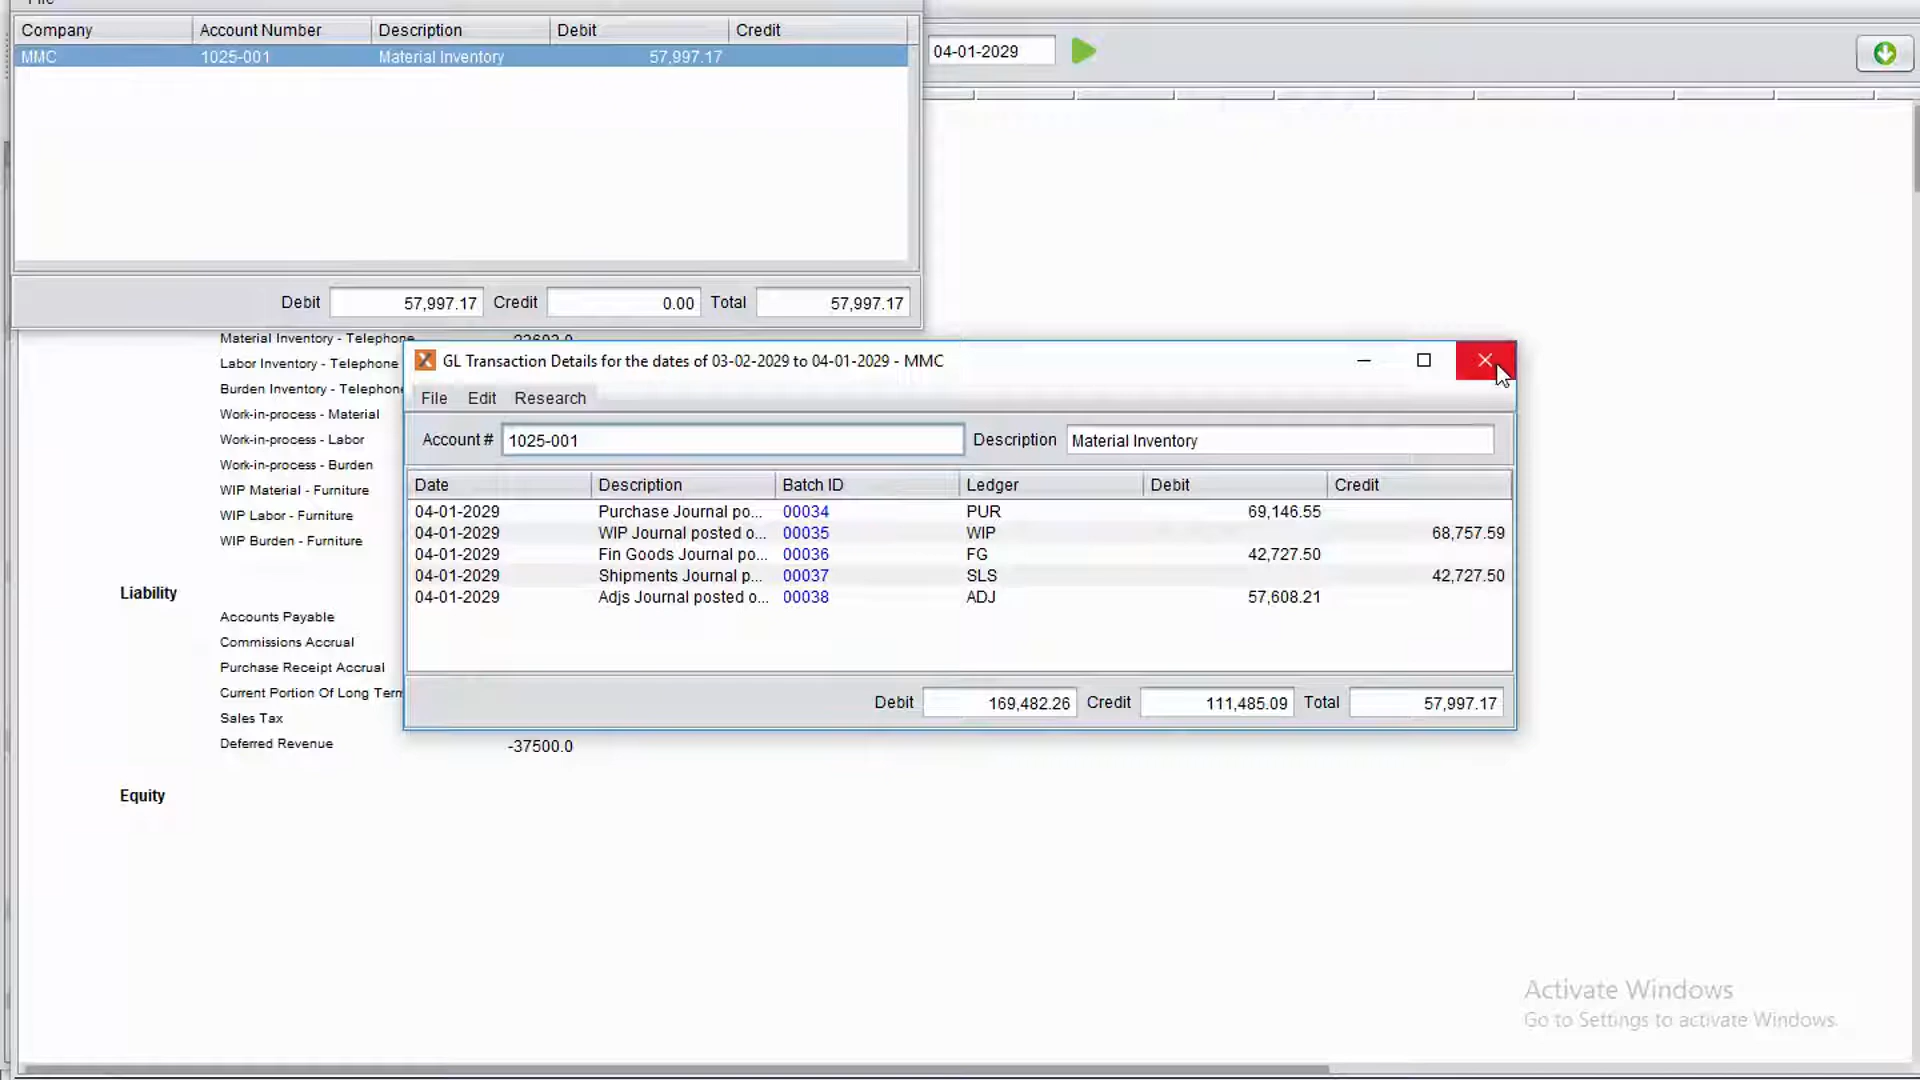 Company Account Number Description Debit Credit
MMC 1025-001 Material Inventory 57,997.17
04-01-2029
Debit 57,997.17 Credit 0.00 Total 57,997.17
Material Inventory - Telephone
Labor Inventory - Telephone
Burden Inventory - Telephone
Work-in-process - Material
Work-in-process - Labor
Work-in-process - Burden
WIP Material - Furniture
WIP Labor - Furniture
WIP Burden - Furniture
Liability
Accounts Payable
Commissions Accrual
Purchase Receipt Accrual
Current Portion Of Long Term
Sales Tax
Deferred Revenue -37500.0
Equity
GL Transaction Details for the dates of 03-02-2029 to 04-01-2029 - MMC
File Edit Research
Account # 1025-001 Description Material Inventory
Date Description Batch ID Ledger Debit Credit
04-01-2029 Purchase Journal po... 00034 PUR 69,146.55
04-01-2029 WIP Journal posted o... 00035 WIP 68,757.59
04-01-2029 Fin Goods Journal po... 00036 FG 42,727.50
04-01-2029 Shipments Journal p... 00037 SLS 42,727.50
04-01-2029 Adjs Journal posted o... 00038 ADJ 57,608.21
Debit 169,482.26 Credit 111,485.09 Total 57,997.17
Activate Windows
Go to Settings to activate Windows.